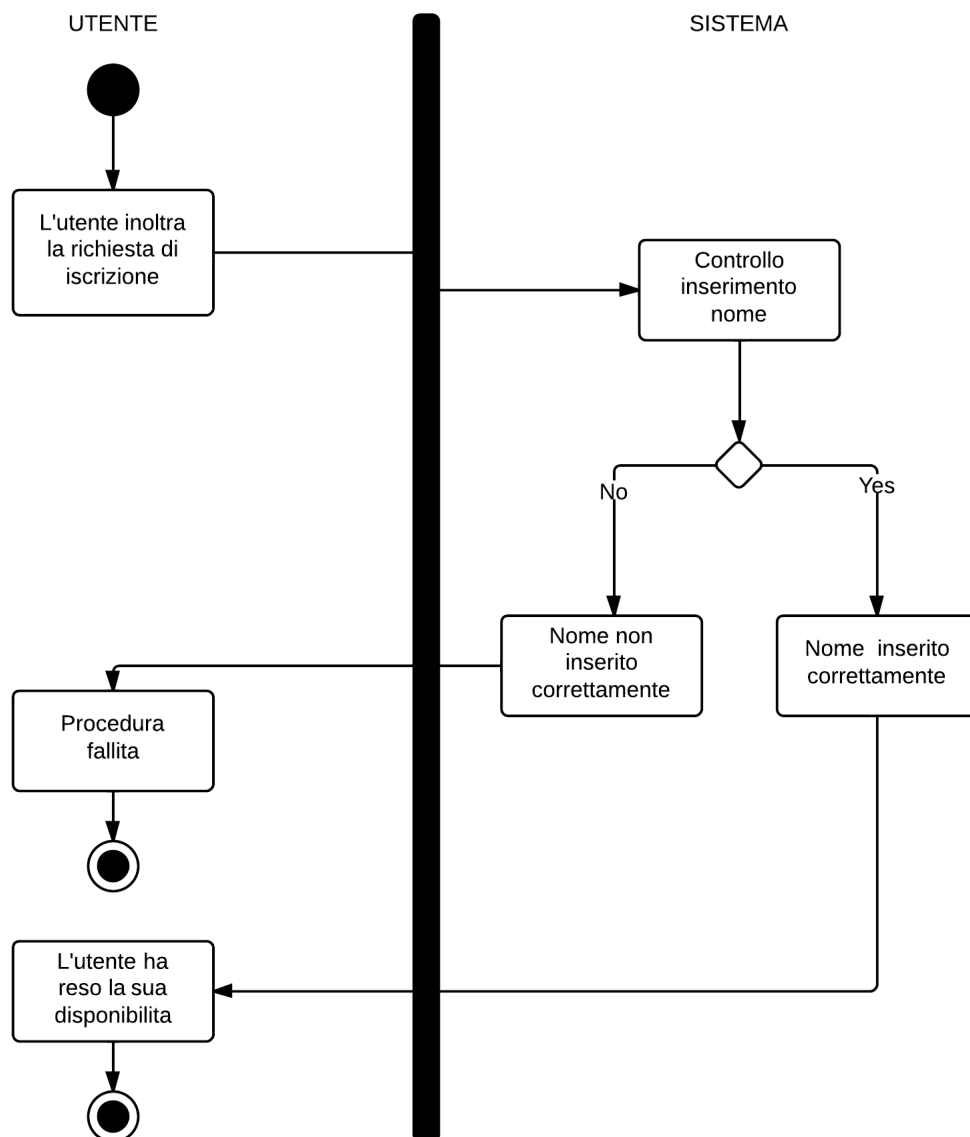 UTENTE
SISTEMA
L'utente inoltra
la richiesta di
iscrizione
Controllo
inserimento
nome
No
Yes
Nome non
inserito
correttamente
Nome  inserito
correttamente
Procedura
fallita
L'utente ha
reso la sua
disponibilita